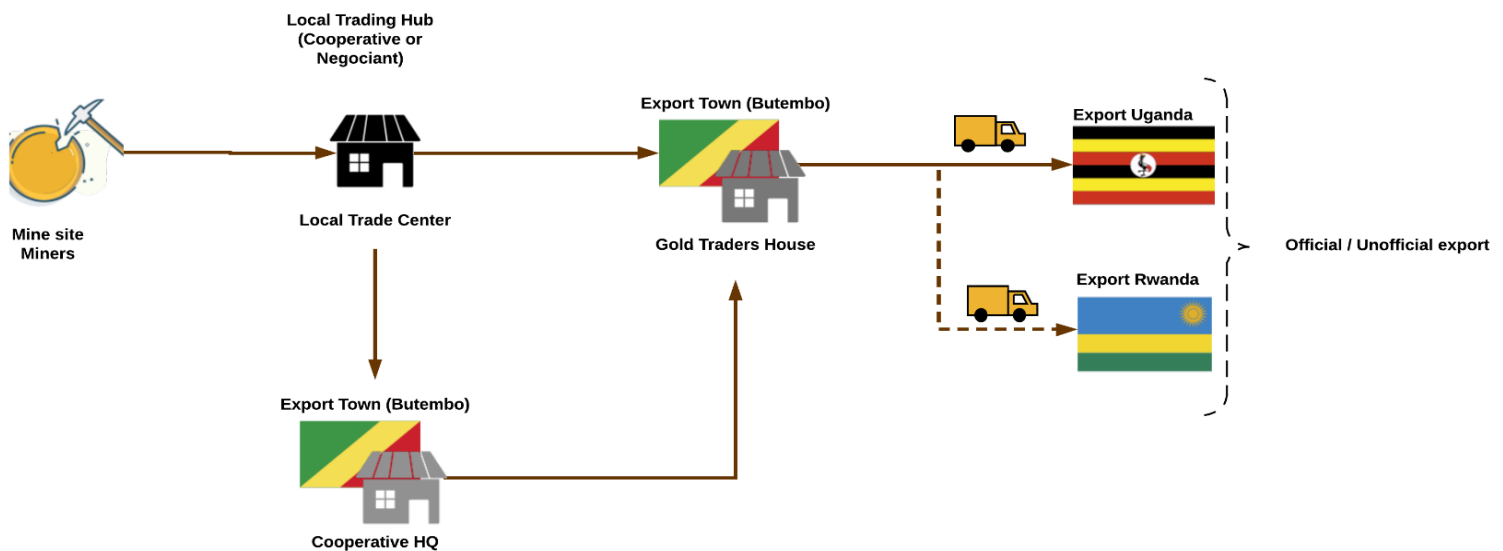 Local Trading Hub
(Cooperative or
Negociant)
Export Town (Butembo)
Export Uganda
Mine site
Miners
Local Trade Center
Gold Traders House
Official / Unofficial export
Export Rwanda
Export Town (Butembo)
Cooperative HQ